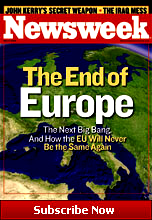 JOHN KERRY'S SECRET WEAPON • THE IRAQ MESS
Newsweek
The End of
Europe
The Next Big Bang,
And How the EU Will Never
Be the Same Again
Subscribe Now